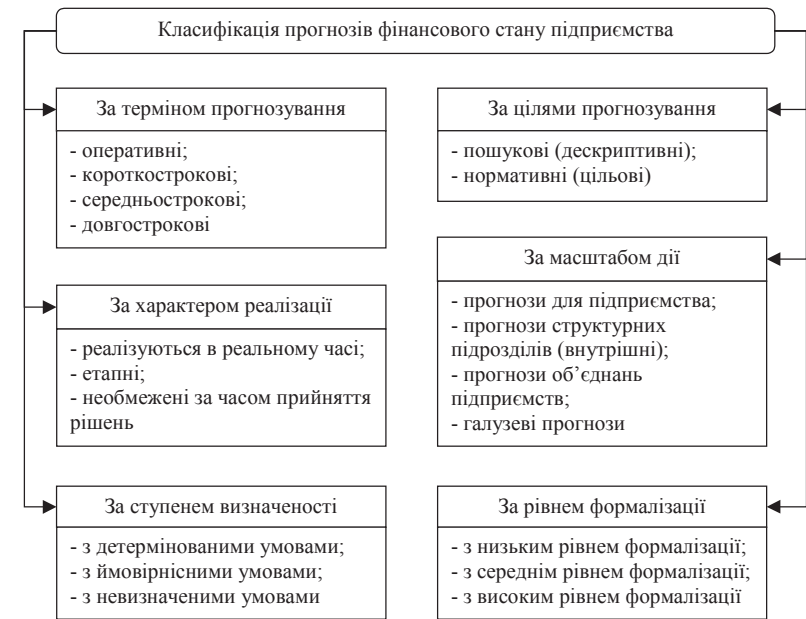 Класифікація прогнозів фінансового стану підприємства
За терміном прогнозування
- оперативні;
- короткострокові;
- середньострокові;
- довгострокові
За характером реалізації
- реалізуються в реальному часі;
- етапні;
- необмежені за часом прийняття
рішень
За ступенем визначеності
- з детермінованими умовами;
- з ймовірнісними умовами;
- з невизначеними умовами
За цілями прогнозування
- пошукові (дескриптивні);
- нормативні (цільові)
За масштабом дії
- прогнози для підприємства;
- прогнози структурних
підрозділів (внутрішні);
- прогнози об’єднань
підприємств;
- галузеві прогнози
За рівнем формалізації
- з низьким рівнем формалізації;
- з середнім рівнем формалізації;
- з високим рівнем формалізації